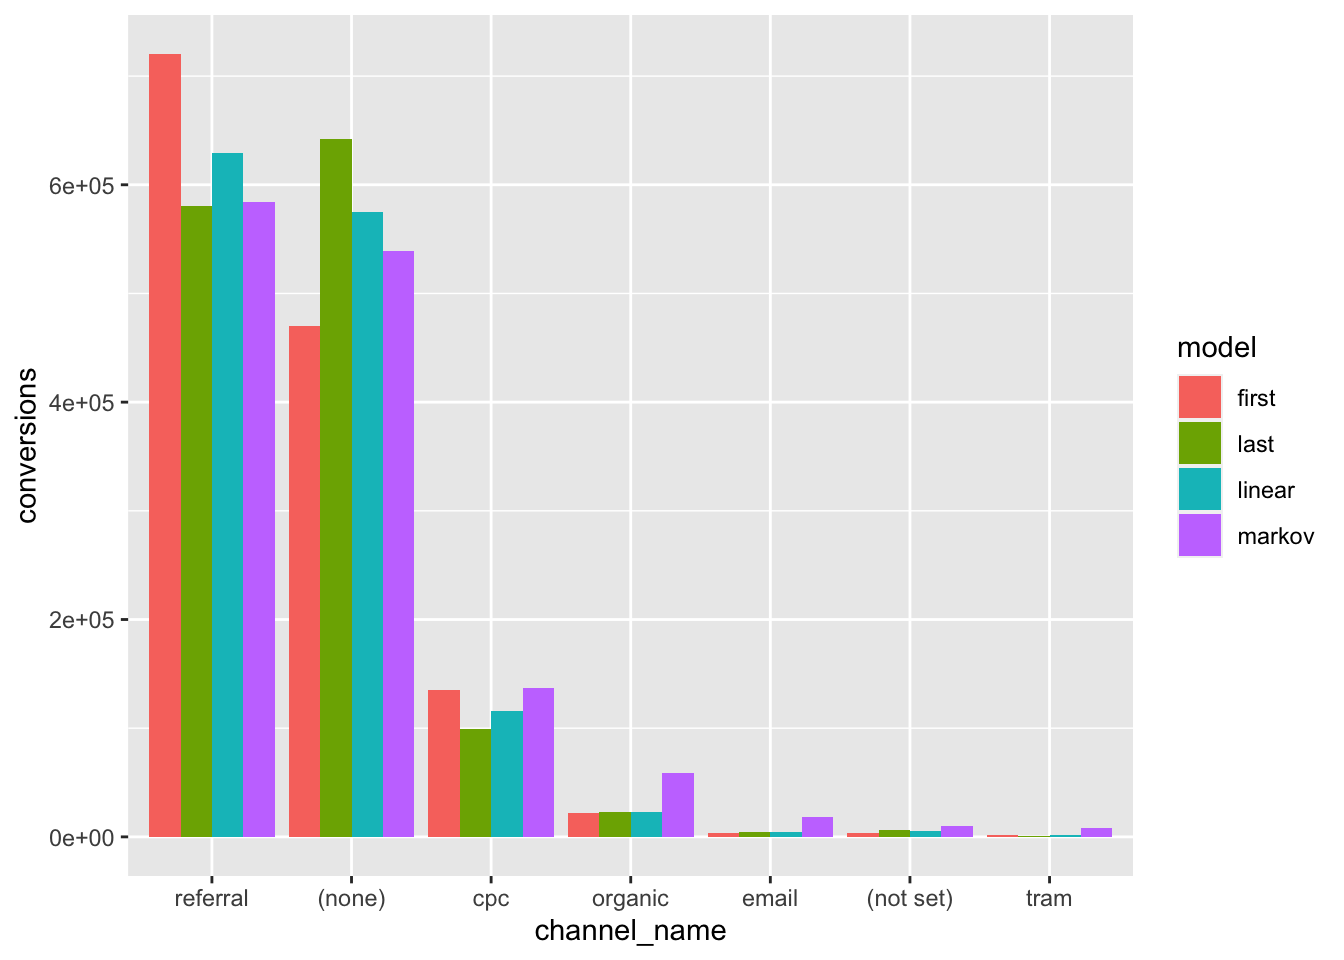 6e+05
4e+05
2e+05
0e+00
conversions
referral (none) cpc organic email (not set) tram
channel_name
model
first
last
linear
markov